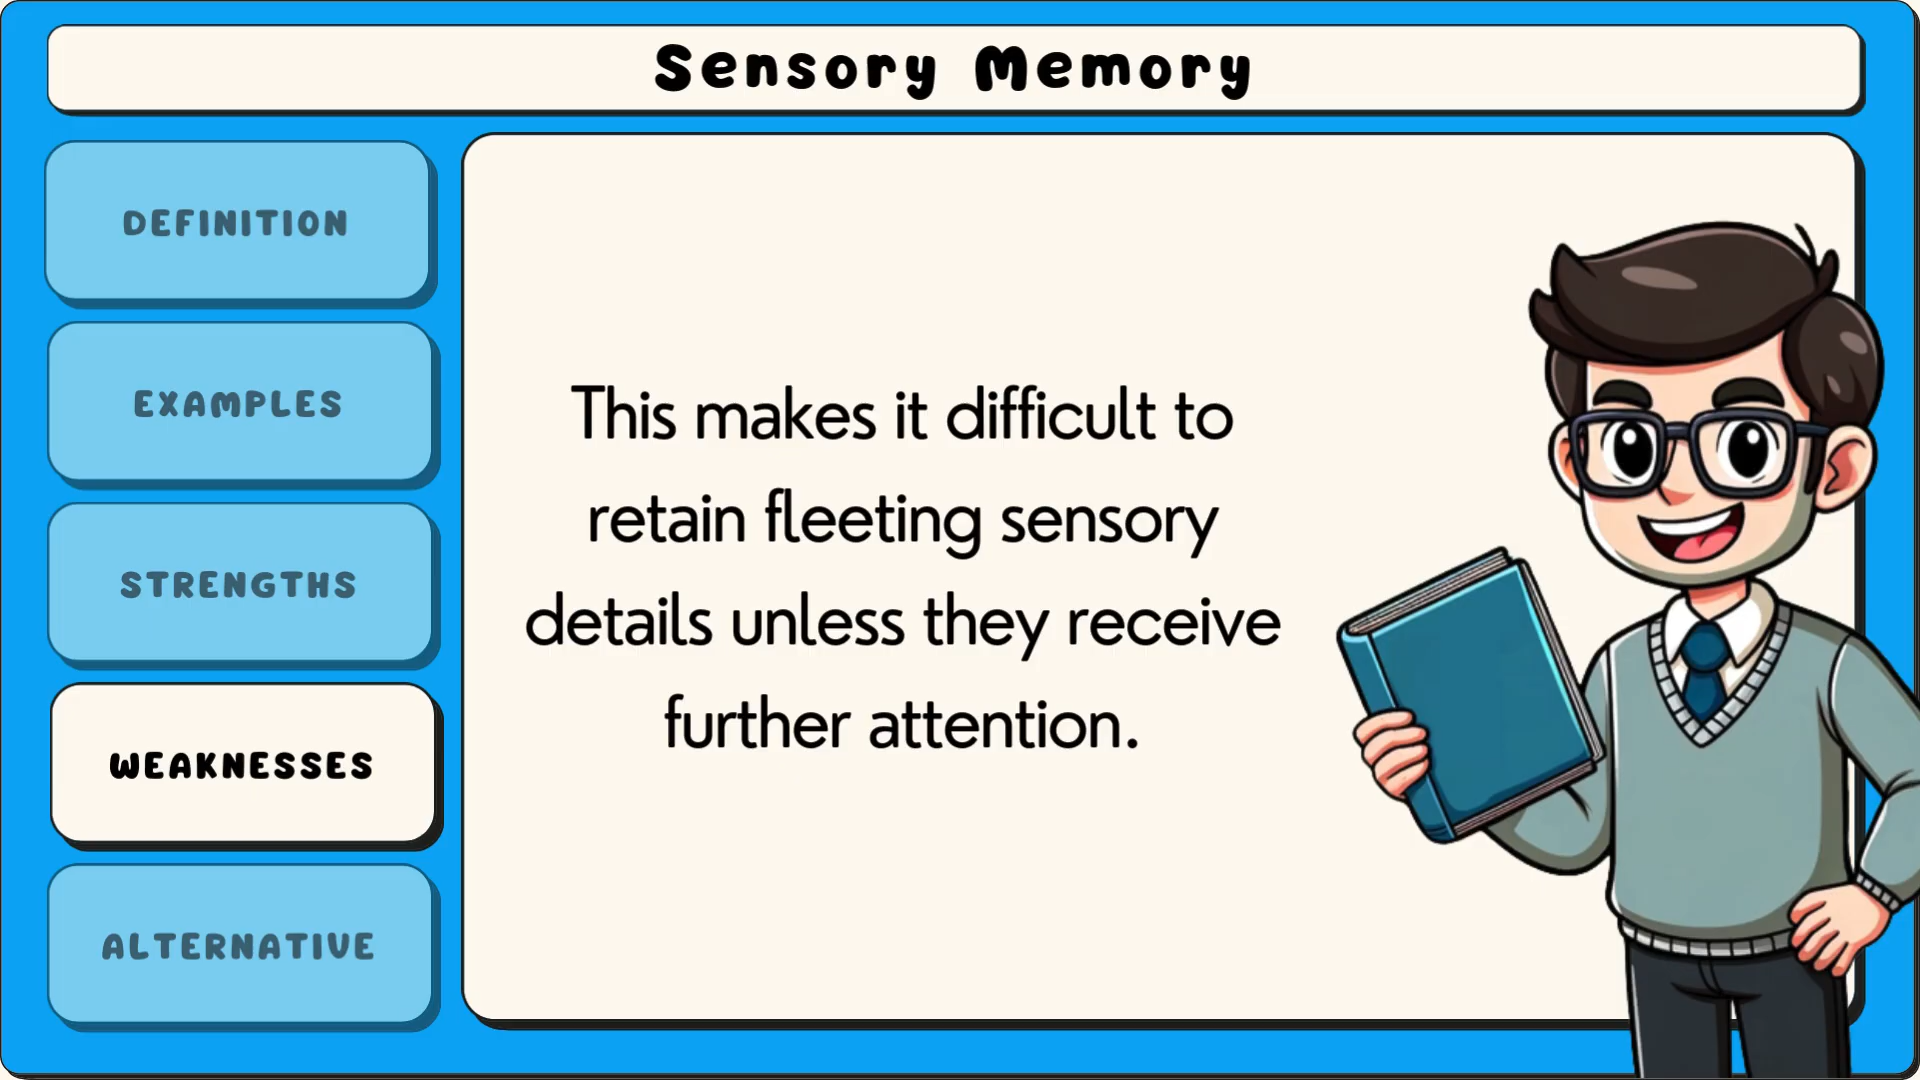 Sensory Memory
DEFINITION
EXAMPLES
STRENGTHS
WEAKNESSES
ALTERNATIVE
This makes it difficult to
retain fleeting sensory
details unless they receive
further attention.